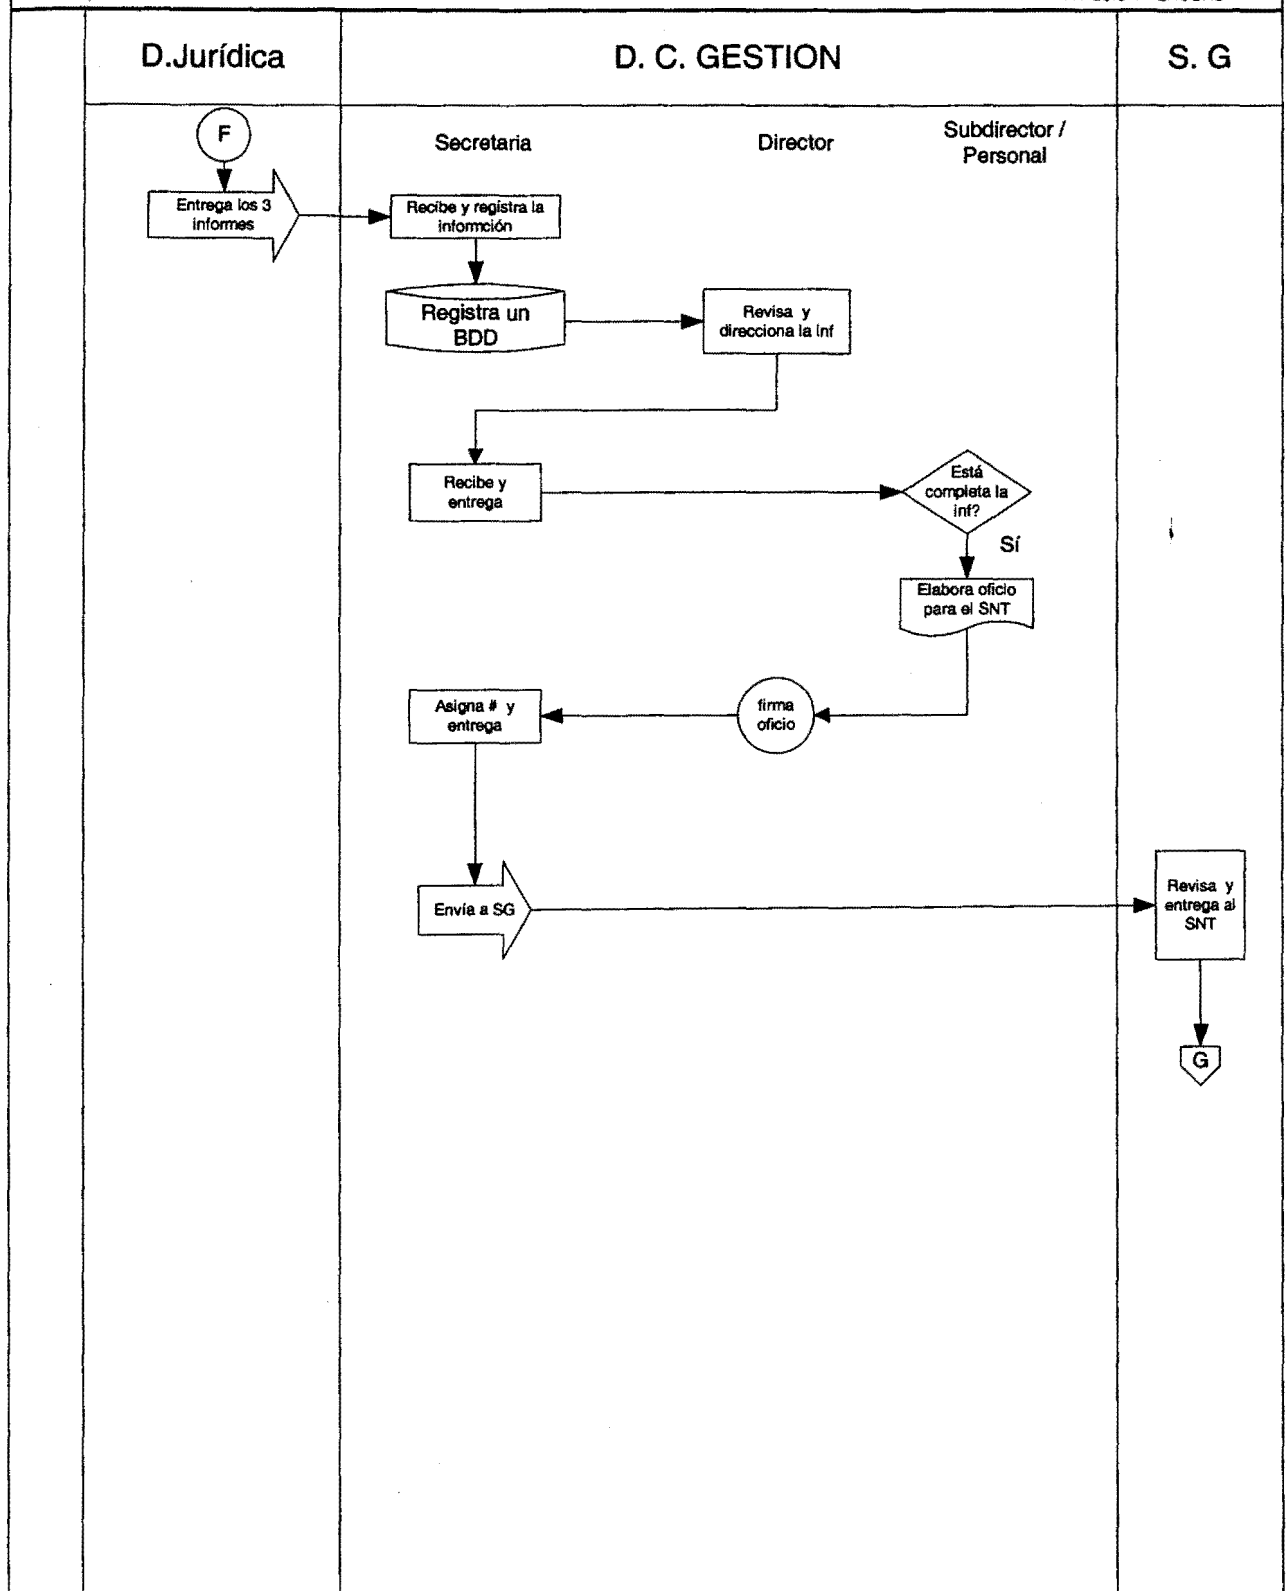 D.Jurídica
D. C. GESTION
S. G
F
Secretaria
Director
Subdirector /
Personal
Entrega los 3
informes
Recibe y registra la
informción
Registra un
BDD
Revisa y
direcciona la inf
Recibe y
entrega
Está
completa la
inf?
Sí
Elabora oficio
para el SNT
Asigna # y
entrega
firma
oficio
Envía a SG
Revisa y
entrega al
SNT
G